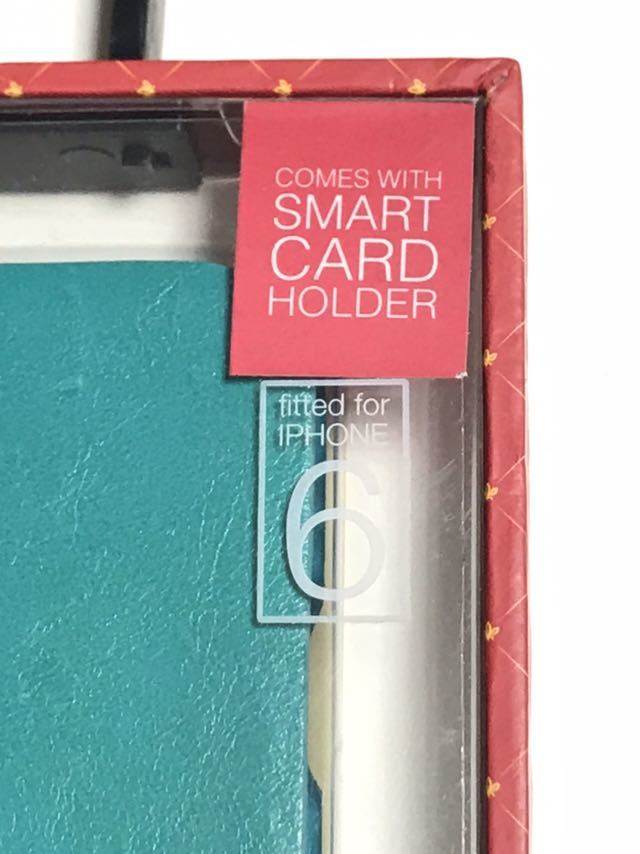 COMES WITH
SMART
CARD
HOLDER
fitted for
IPHONE
6